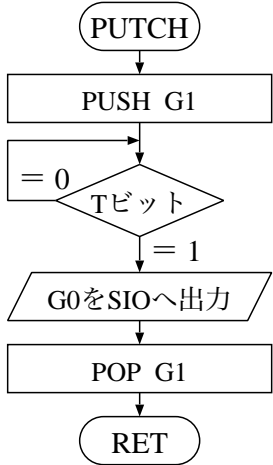 PUTCH
PUSH G1
= 0
Tビット
= 1
G0をSIOへ出力
POP G1
RET